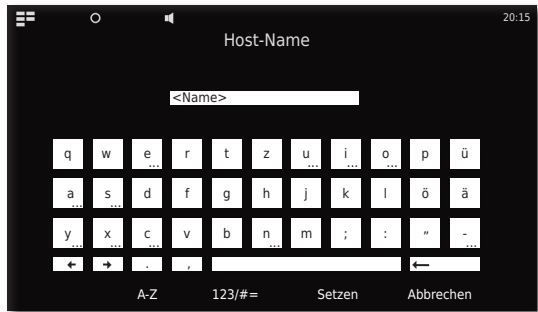 20:15
Host-Name
<Name>
q w e... r t z u... i... o... p ü
a... s... d f g h j k l ö ä
y... x... c... v b n... m ; : " -...
← → . , ←
A-Z 123/#= Setzen Abbrechen